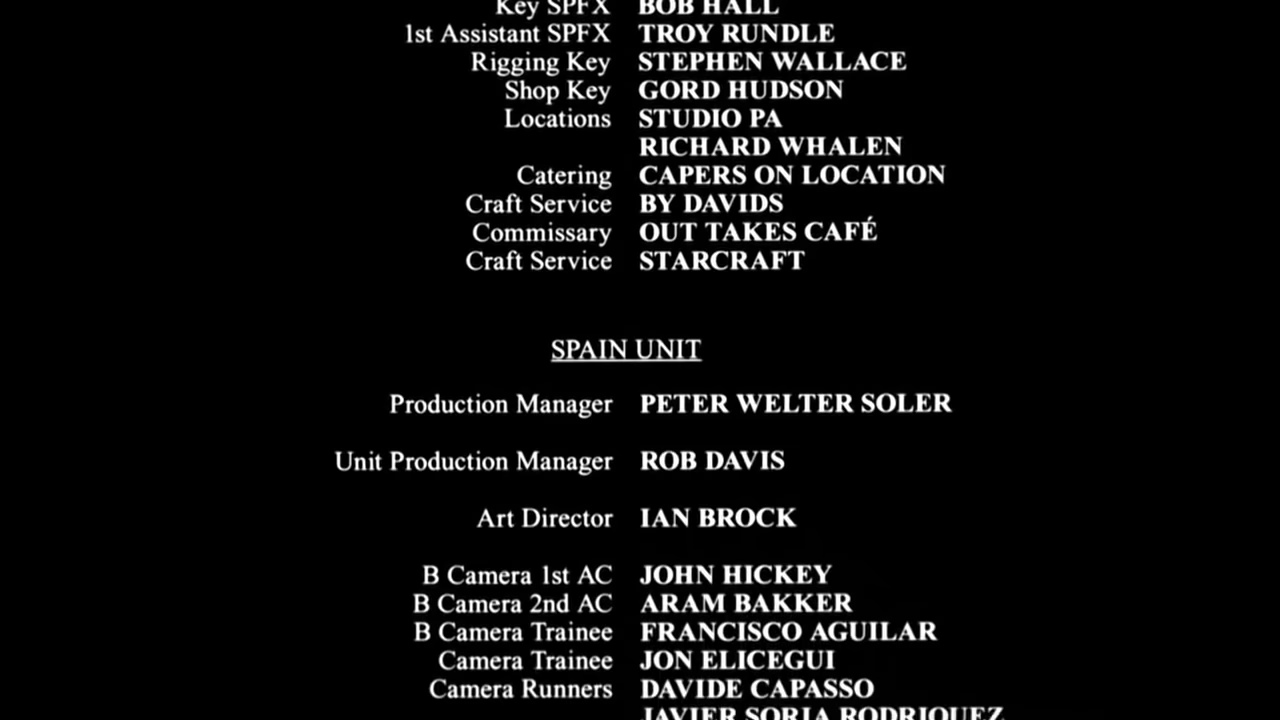 Key SPFX BOB HALL
1st Assistant SPFX TROY RUNDLE
Rigging Key STEPHEN WALLACE
Shop Key GORD HUDSON
Locations STUDIO PA
RICHARD WHALEN
Catering CAPERS ON LOCATION
Craft Service BY DAVIDS
Commissary OUT TAKES CAFÉ
Craft Service STARCRAFT
SPAIN UNIT
Production Manager PETER WELTER SOLER
Unit Production Manager ROB DAVIS
Art Director IAN BROCK
B Camera 1st AC JOHN HICKEY
B Camera 2nd AC ARAM BAKKER
B Camera Trainee FRANCISCO AGUILAR
Camera Trainee JON ELICEGUI
Camera Runners DAVIDE CAPASSO
JAVIER SORIA RODRIQUEZ